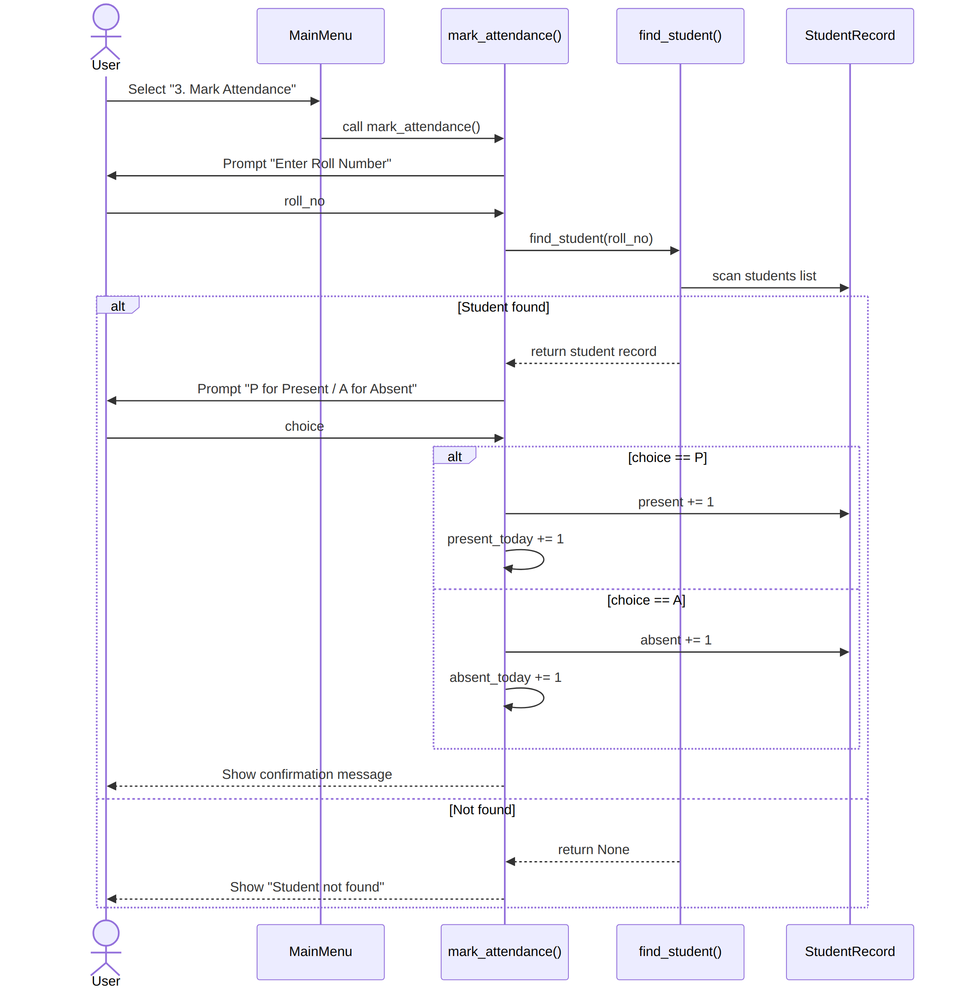 User
MainMenu
mark_attendance()
find_student()
StudentRecord
Select "3. Mark Attendance"
call mark_attendance()
Prompt "Enter Roll Number"
roll_no
find_student(roll_no)
scan students list
alt
[Student found]
return student record
Prompt "P for Present / A for Absent"
choice
alt
[choice == P]
present += 1
present_today += 1
[choice == A]
absent += 1
absent_today += 1
Show confirmation message
[Not found]
return None
Show "Student not found"
User
MainMenu
mark_attendance()
find_student()
StudentRecord